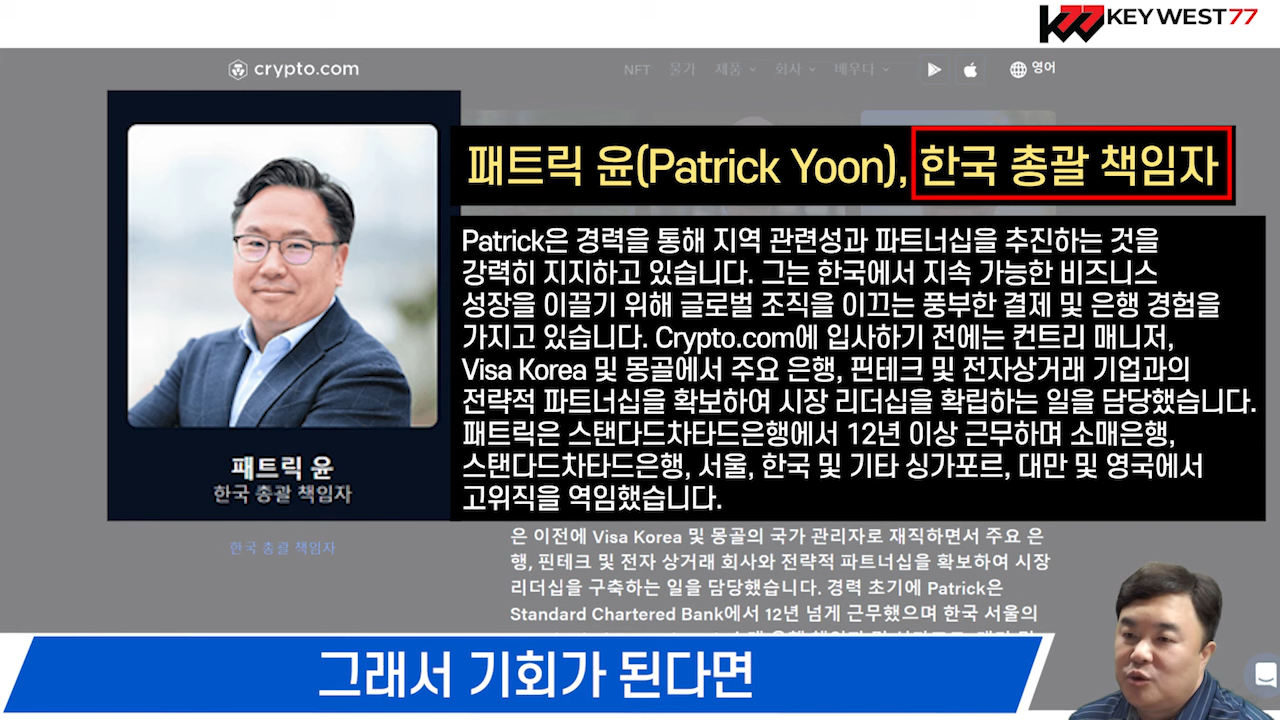 KEY WEST 77
crypto.com
NFT 물가 제품 회사 배우다
영어
패트릭 윤(Patrick Yoon), 한국 총괄 책임자
Patrick은 경력을 통해 지역 관련성과 파트너십을 추진하는 것을
강력히 지지하고 있습니다. 그는 한국에서 지속 가능한 비즈니스
성장을 이끌기 위해 글로벌 조직을 이끄는 풍부한 결제 및 은행 경험을
가지고 있습니다. Crypto.com에 입사하기 전에는 컨트리 매니저,
Visa Korea 및 몽골에서 주요 은행, 핀테크 및 전자상거래 기업과의
전략적 파트너십을 확보하여 시장 리더십을 확립하는 일을 담당했습니다.
패트릭은 스탠다드차타드은행에서 12년 이상 근무하며 소매은행,
스탠다드차타드은행, 서울, 한국 및 기타 싱가포르, 대만 및 영국에서
고위직을 역임했습니다.
패트릭 윤
한국 총괄 책임자
한국 총괄 책임자
은 이전에 Visa Korea 및 몽골의 국가 관리자로 재직하면서 주요 은
행, 핀테크 및 전자 상거래 회사와 전략적 파트너십을 확보하여 시장
리더십을 구축하는 일을 담당했습니다. 경력 초기에 Patrick은
Standard Chartered Bank에서 12년 넘게 근무했으며 한국 서울의
그래서 기회가 된다면